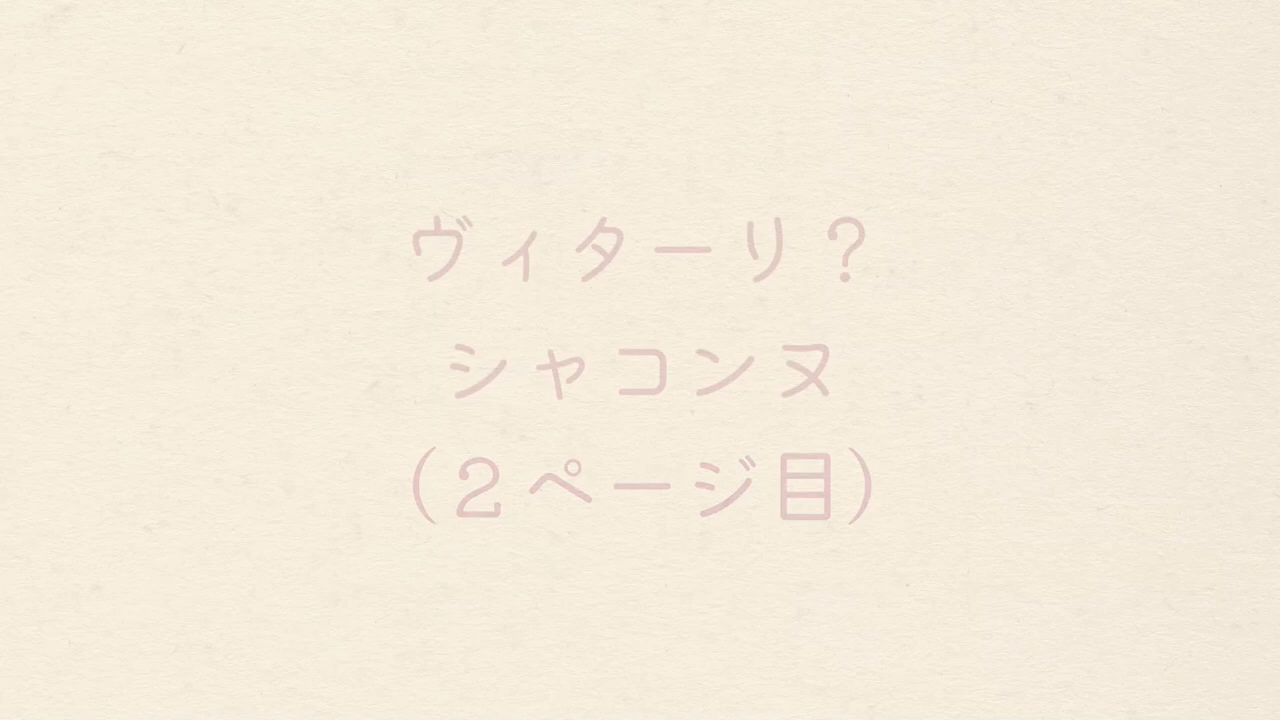 ヴィターリ？
シャコンヌ
（２ページ目）